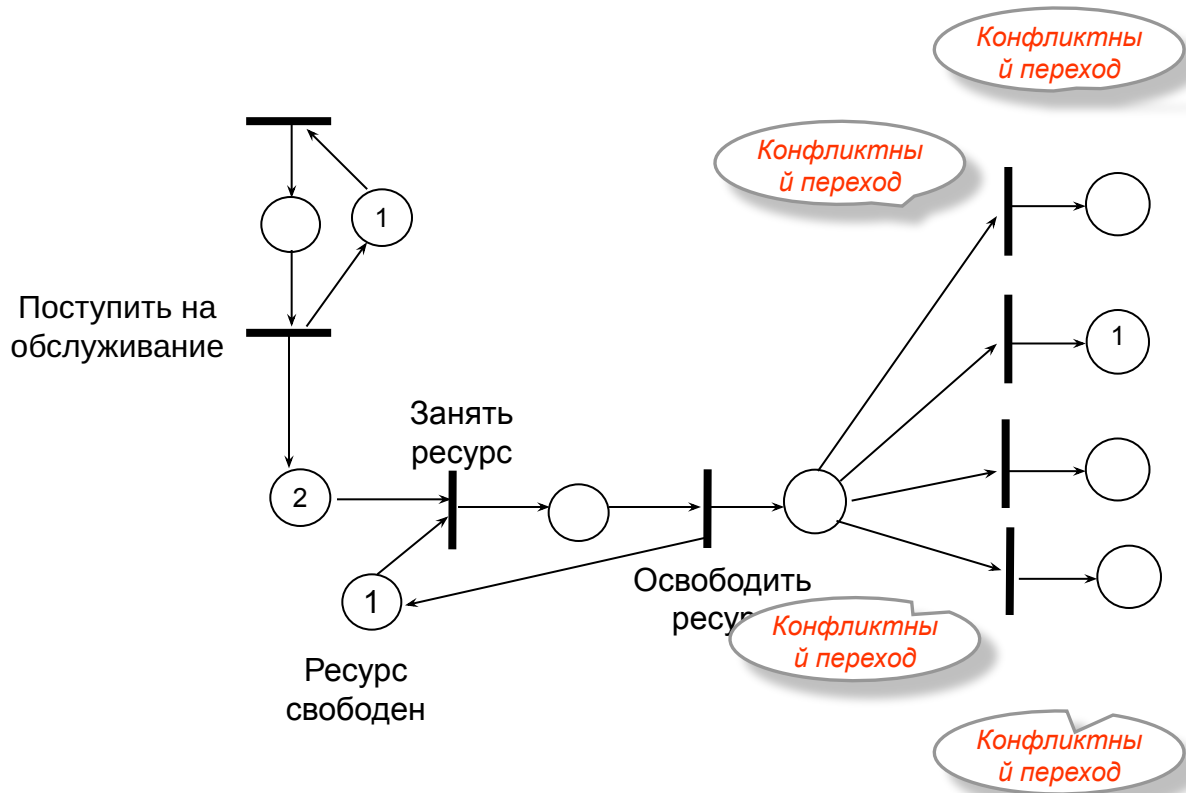 Конфликтны
й переход
Конфликтны
й переход
1
Поступить на
обслуживание
1
Занять
ресурс
2
Освободить
1
Конфликтны
й переход
Ресурс
свободен
Конфликтны
й переход